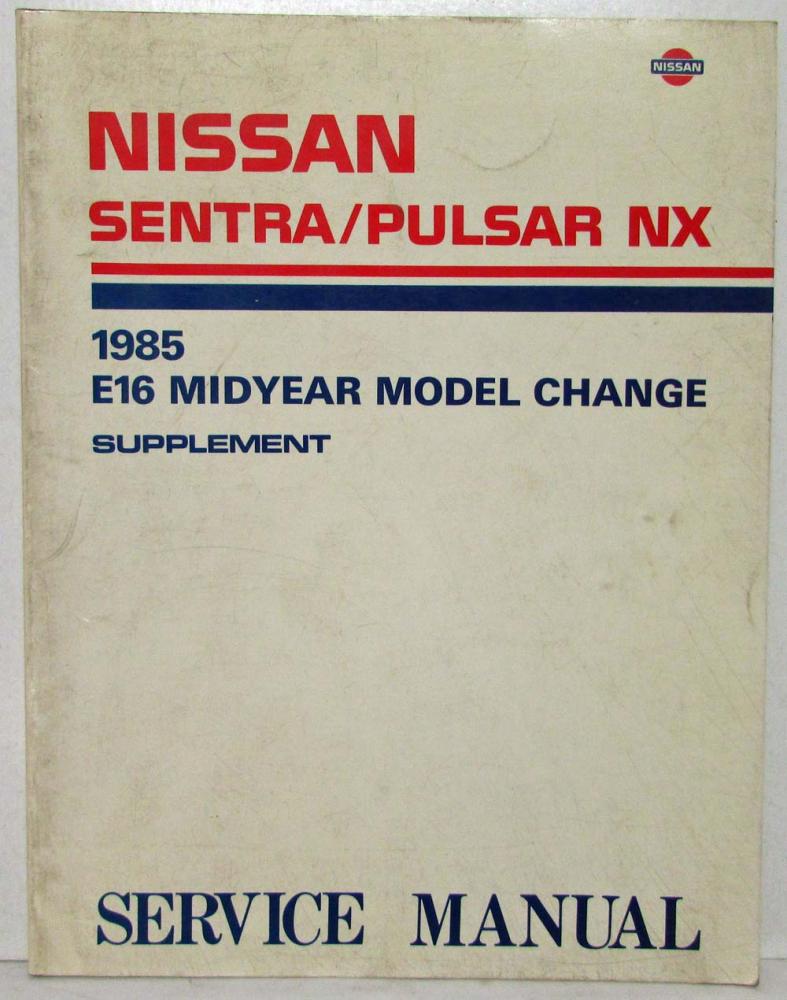 NISSAN
NISSAN
SENTRA/PULSAR NX
1985
E16 MIDYEAR MODEL CHANGE
SUPPLEMENT
SERVICE MANUAL